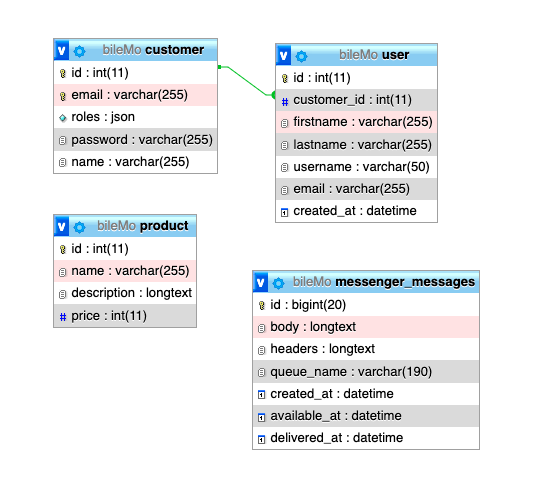 v bileMo customer
id : int(11)
email : varchar(255)
roles : json
password : varchar(255)
name : varchar(255)
v bileMo user
id : int(11)
# customer_id : int(11)
firstname : varchar(255)
lastname : varchar(255)
username : varchar(50)
email : varchar(255)
created_at : datetime
v bileMo product
id : int(11)
name : varchar(255)
description : longtext
# price : int(11)
v bileMo messenger_messages
id : bigint(20)
body : longtext
headers : longtext
queue_name : varchar(190)
created_at : datetime
available_at : datetime
delivered_at : datetime